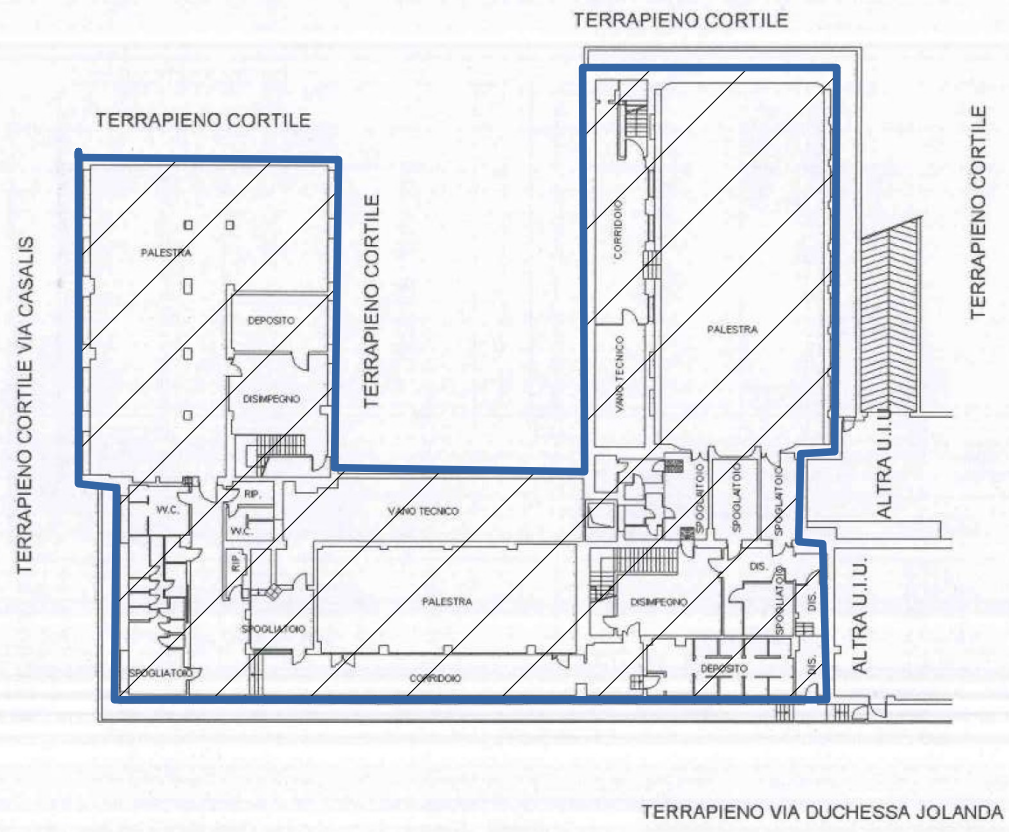 TERRAPIENO CORTILE
TERRAPIENO CORTILE
TERRAPIENO CORTILE
TERRAPIENO CORTILE
TERRAPIENO CORTILE VIA CASALIS
PALESTRA
CORRIDOIO
DEPOSITO
PALESTRA
VANO TECNICO
DISIMPEGNO
ALTRA U.I.U.
SPOGLIATOIO
SPOGLIATOIO
SPOGLIATOIO
RIP.
W.C.
VANO TECNICO
W.C.
RIP.
DIS.
PALESTRA
DISIMPEGNO
SPOGLIATOIO
DIS.
ALTRA U.I.U.
SPOGLIATOIO
SPOGLIATOIO
CORRIDOIO
DEPOSITO
DIS.
TERRAPIENO VIA DUCHESSA JOLANDA